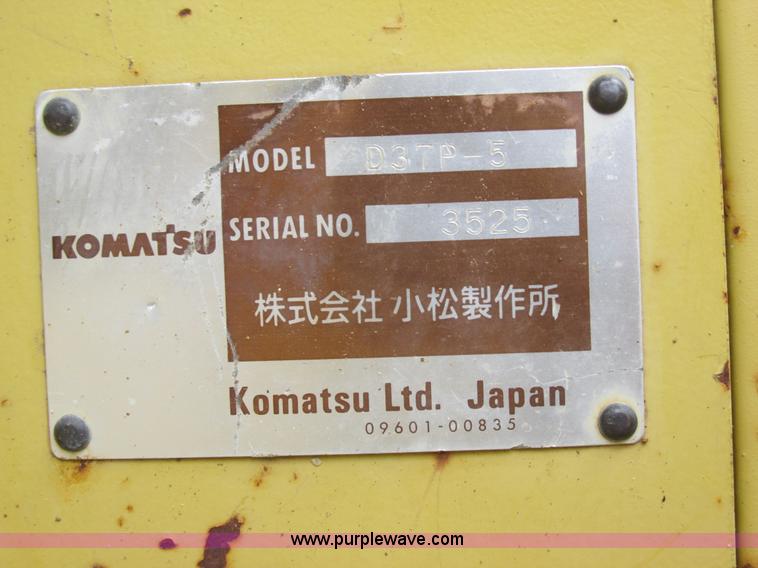 MODEL D37P-5
KOMATSU
SERIAL NO. 3525
株式会社 小松製作所
Komatsu Ltd. Japan
09601-00835
www.purplewave.com